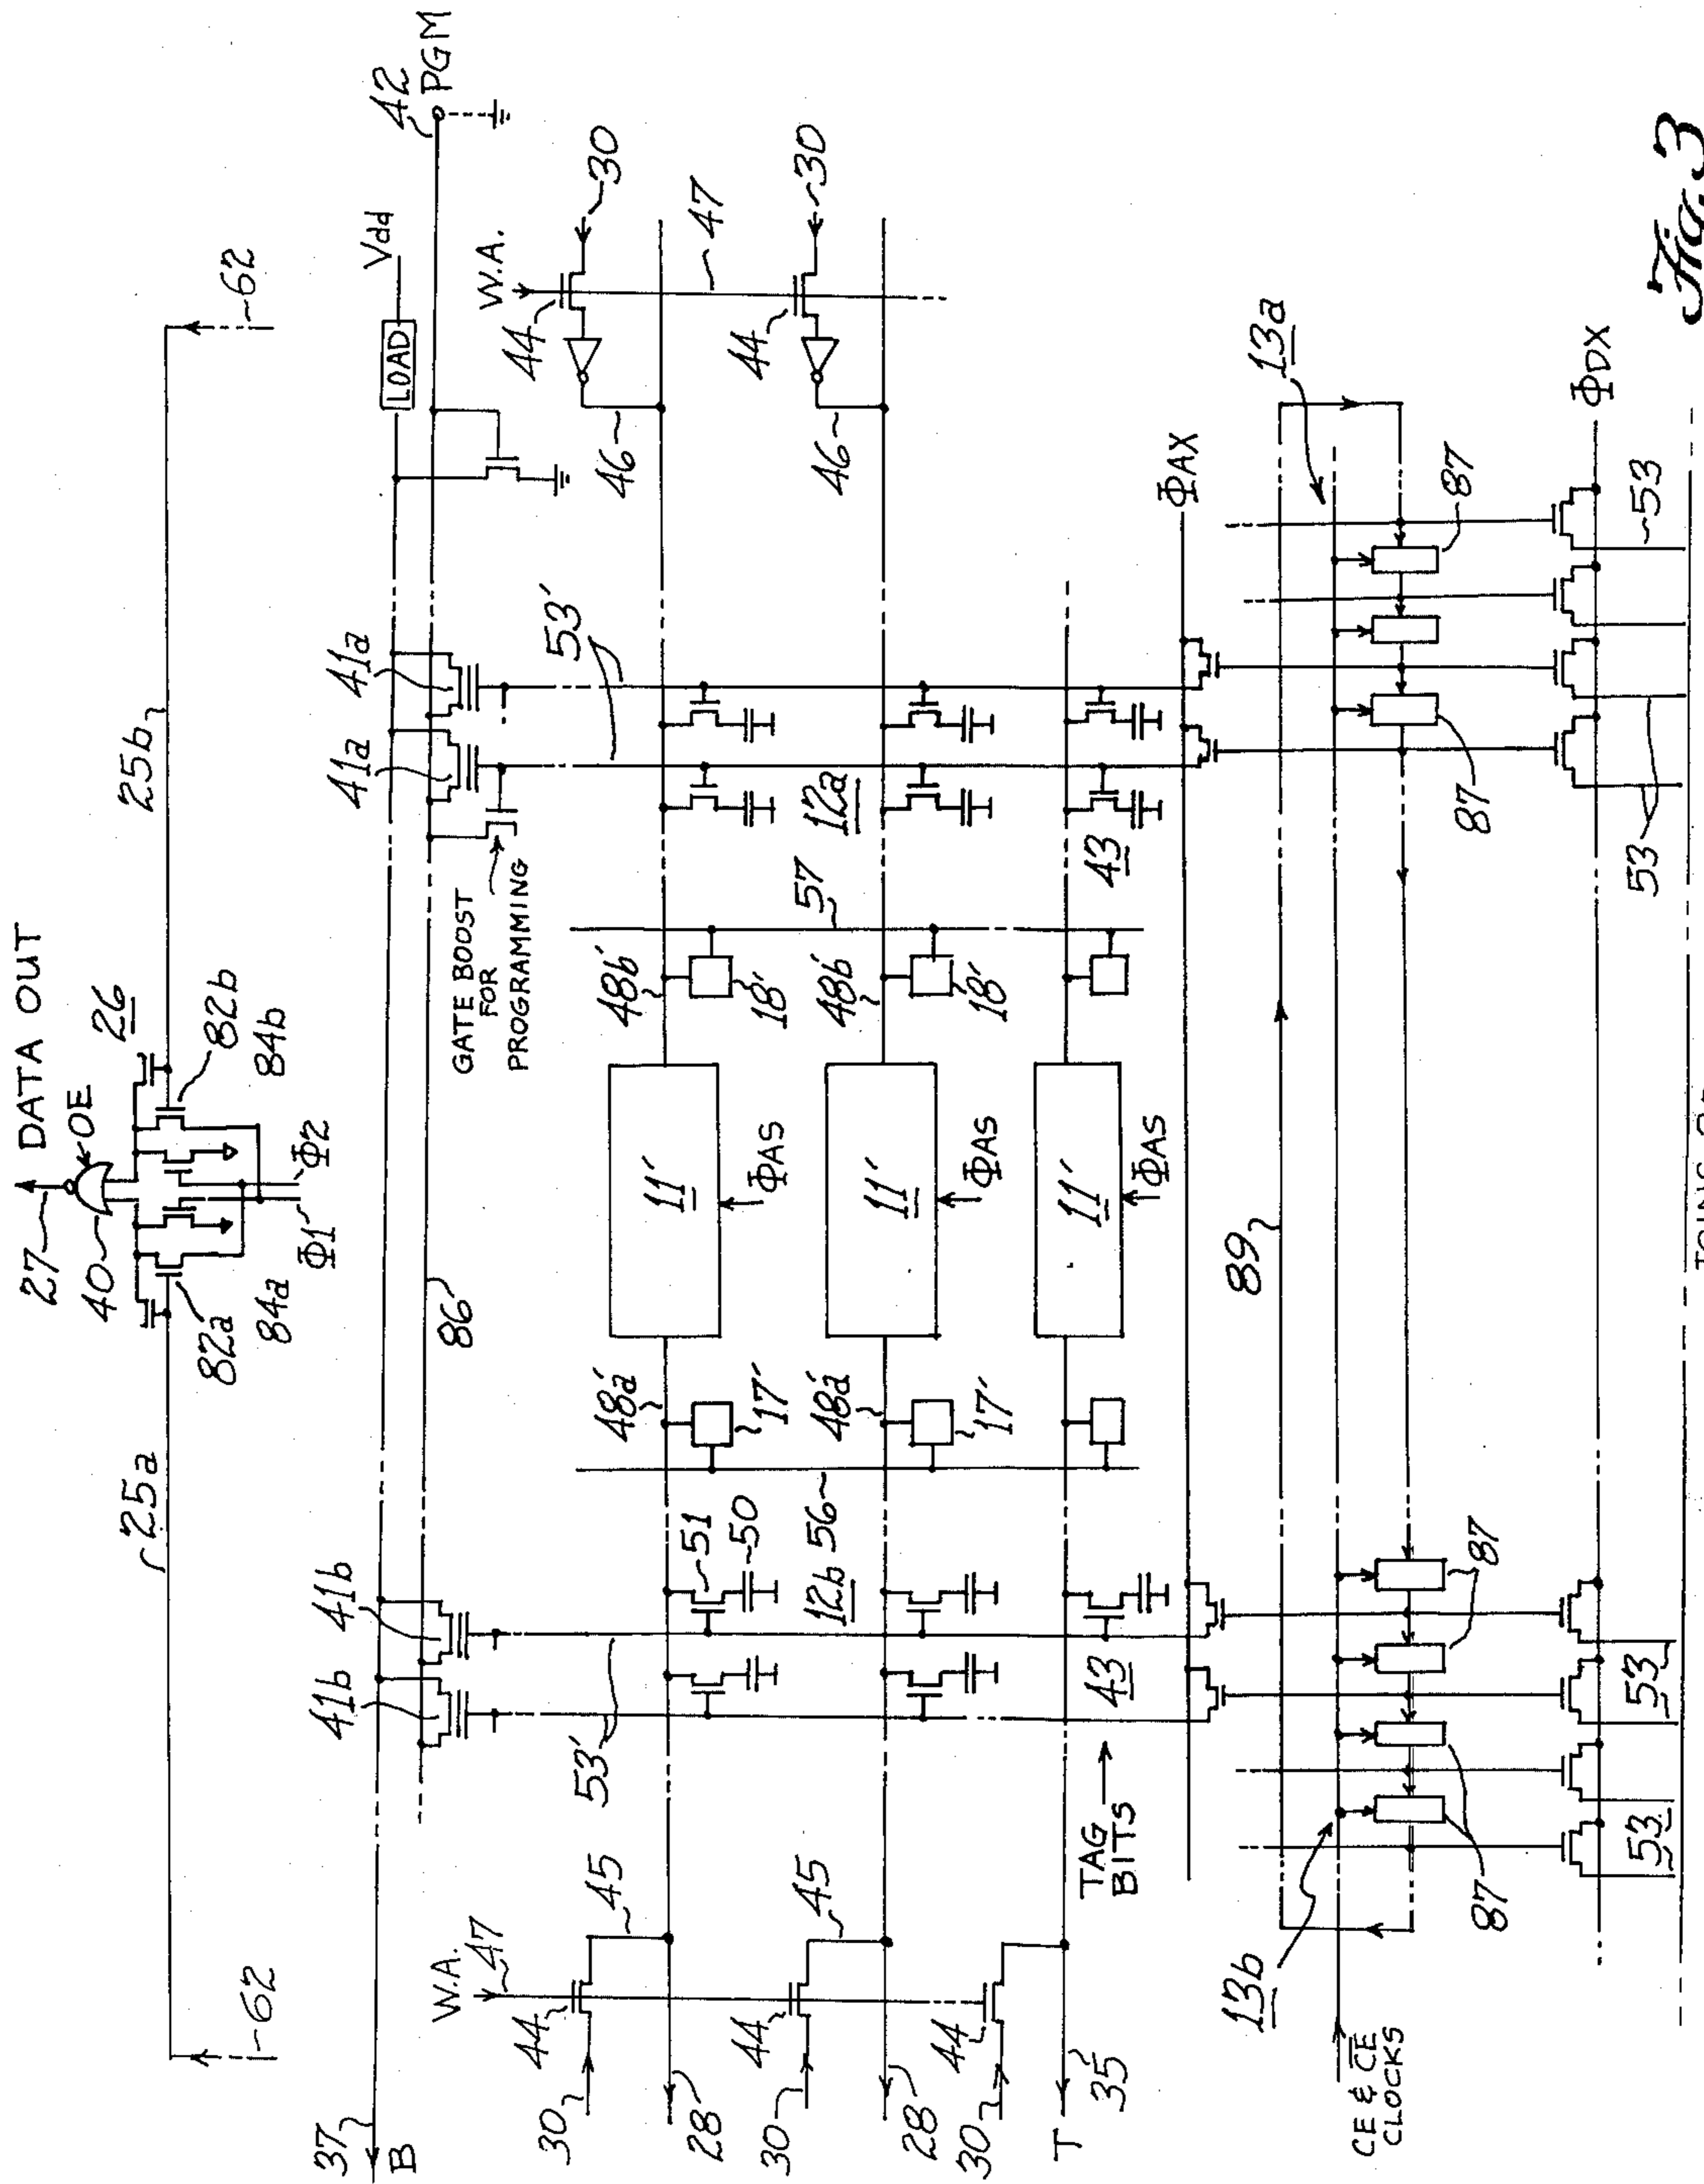 DATA OUT
27
40
OE
26
82a
82b
84a
84b
Φ1
Φ2
25a
25b
62
62
37
B
41b
41b
86
41a
41a
LOAD
Vdd
42
PGM
GATE BOOST
FOR
PROGRAMMING
53'
53'
W.A.
47
W.A.
47
44
44
44
44
44
30
30
30
30
30
45
45
46
46
28
28
T
35
51
50
12b
56
48a'
48a'
17'
17'
11'
11'
11'
ΦAS
ΦAS
ΦAS
48b'
48b'
18'
18'
57
12a
43
43
TAG
BITS
ΦAX
89
13a
13b
87
87
87
87
CE & CE
CLOCKS
ΦDX
53
53
53
53
Fig. 3